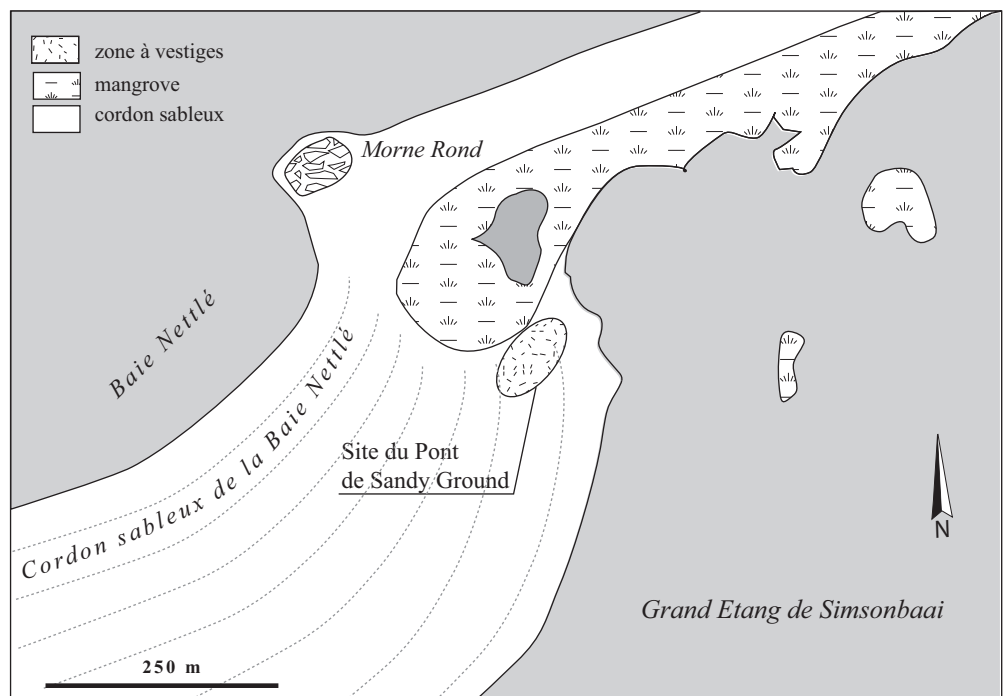 zone à vestiges
mangrove
cordon sableux
Morne Rond
Baie Nettlé
Cordon sableux de la Baie Nettlé
Site du Pont
de Sandy Ground
N
Grand Etang de Simsonbaai
250 m